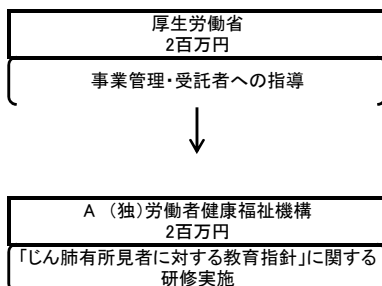 厚生労働省
2百万円
事業管理・受託者への指導
A （独）労働者健康福祉機構
2百万円
「じん肺有所見者に対する教育指針」に関する
研修実施